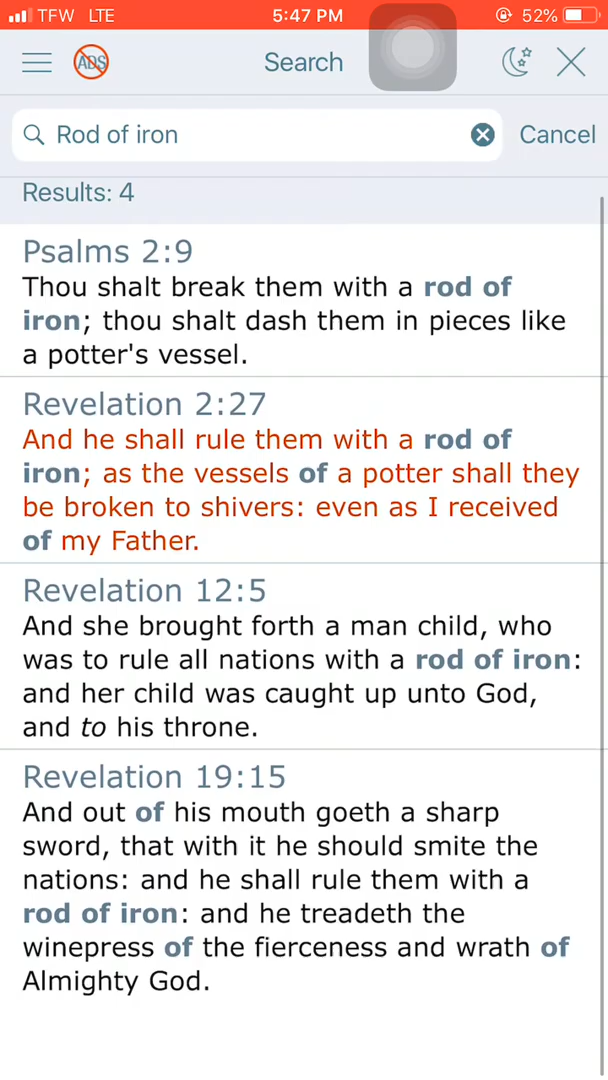 TFW LTE 5:47 PM 52%
ADS Search
Rod of iron Cancel
Results: 4
Psalms 2:9
Thou shalt break them with a rod of
iron; thou shalt dash them in pieces like
a potter's vessel.
Revelation 2:27
And he shall rule them with a rod of
iron; as the vessels of a potter shall they
be broken to shivers: even as I received
of my Father.
Revelation 12:5
And she brought forth a man child, who
was to rule all nations with a rod of iron:
and her child was caught up unto God,
and to his throne.
Revelation 19:15
And out of his mouth goeth a sharp
sword, that with it he should smite the
nations: and he shall rule them with a
rod of iron: and he treadeth the
winepress of the fierceness and wrath of
Almighty God.